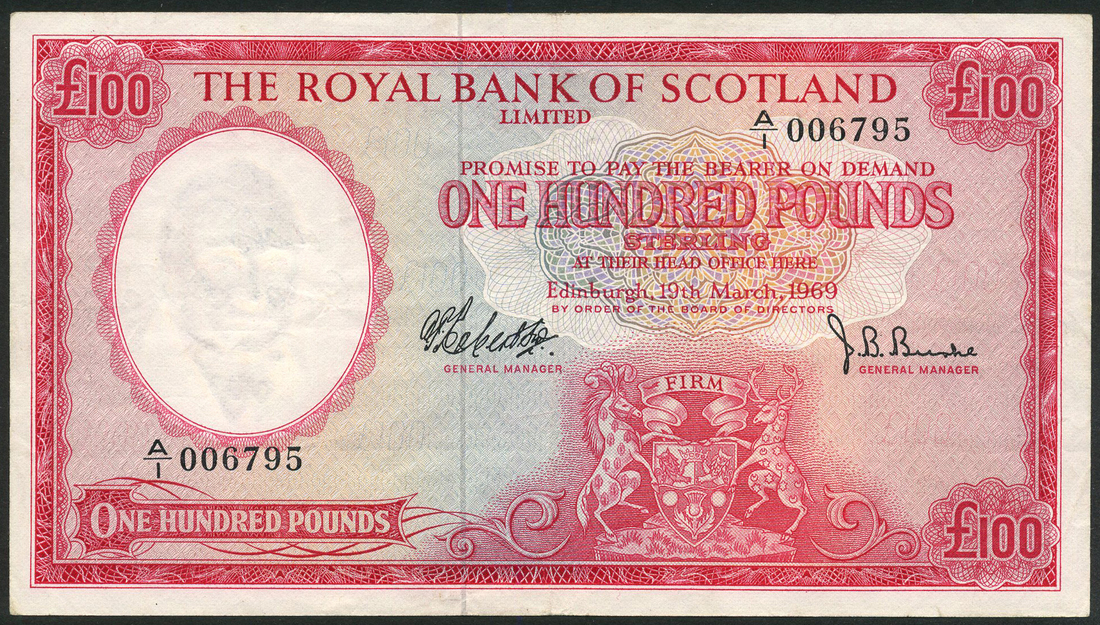 £100 £100
THE ROYAL BANK OF SCOTLAND
LIMITED
A/1 006795
PROMISE TO PAY THE BEARER ON DEMAND
ONE HUNDRED POUNDS
STERLING
AT THEIR HEAD OFFICE HERE
Edinburgh, 19th March, 1969
BY ORDER OF THE BOARD OF DIRECTORS
J. B. Burke
GENERAL MANAGER GENERAL MANAGER
FIRM
A/1 006795
ONE HUNDRED POUNDS
£100